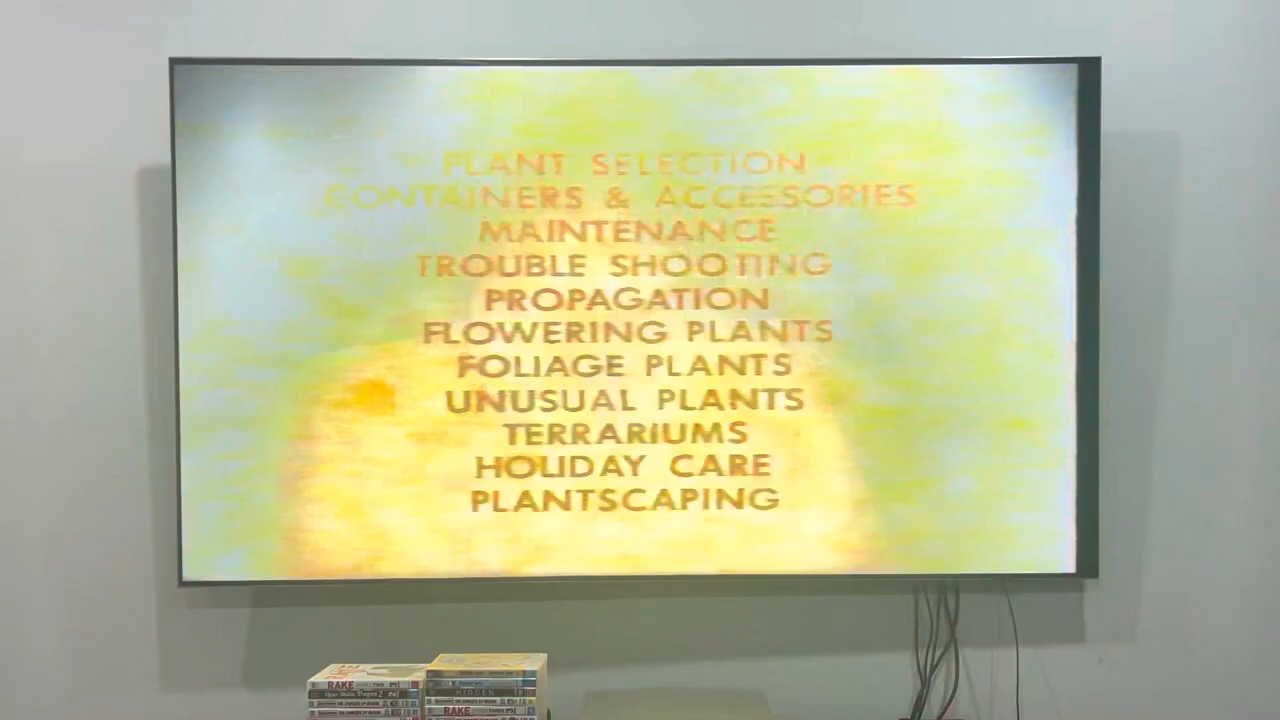 PLANT SELECTION
CONTAINERS & ACCESSORIES
MAINTENANCE
TROUBLE SHOOTING
PROPAGATION
FLOWERING PLANTS
FOLIAGE PLANTS
UNUSUAL PLANTS
TERRARIUMS
HOLIDAY CARE
PLANTSCAPING
RAKE
HIDDEN
RAKE